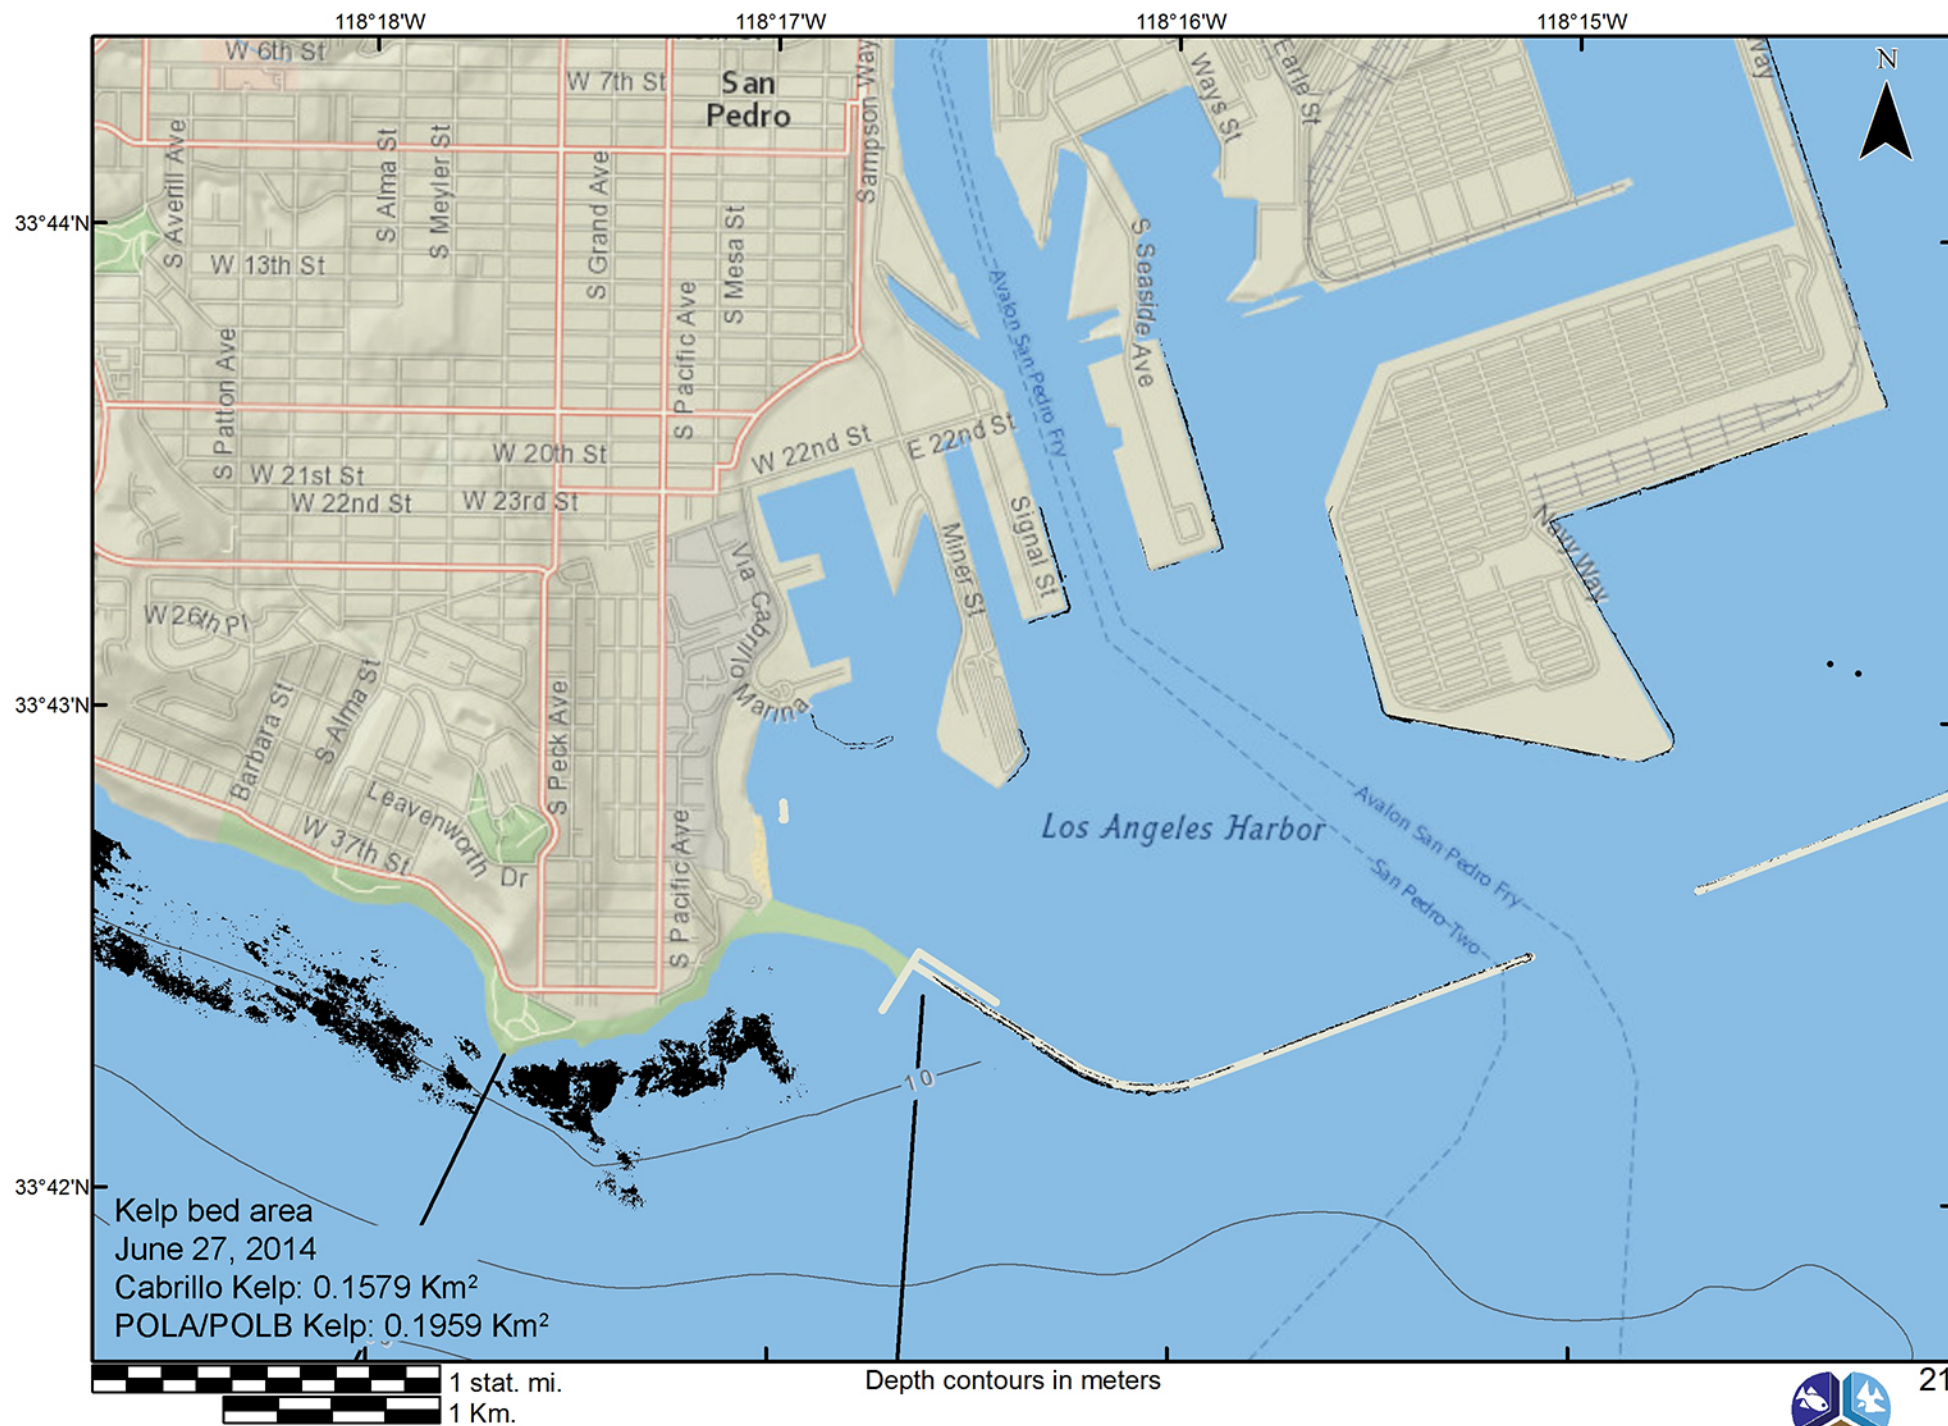 118°18'W
118°17'W
118°16'W
118°15'W
N
33°44'N
33°43'N
33°42'N
W 6th St
W 7th St
San
Pedro
S Sampson Way
Ways St
Earle St
Way
S Averill Ave
S Alma St
S Meyler St
S Grand Ave
S Mesa St
S Pacific Ave
W 13th St
S Patton Ave
S Seaside Ave
Avalon San Pedro Fry
W 20th St
W 21st St
W 22nd St
W 23rd St
W 22nd St
E 22nd St
Signal St
Miner St
Navy Way
Via Cabrillo
Marina
W 26th Pl
Barbara St
S Alma St
S Peck Ave
Leavenworth
Dr
W 37th St
S Pacific Ave
Los Angeles Harbor
Avalon San Pedro Fry
San Pedro-Two
10
Kelp bed area
June 27, 2014
Cabrillo Kelp: 0.1579 Km²
POLA/POLB Kelp: 0.1959 Km²
1 stat. mi.
1 Km.
Depth contours in meters
21